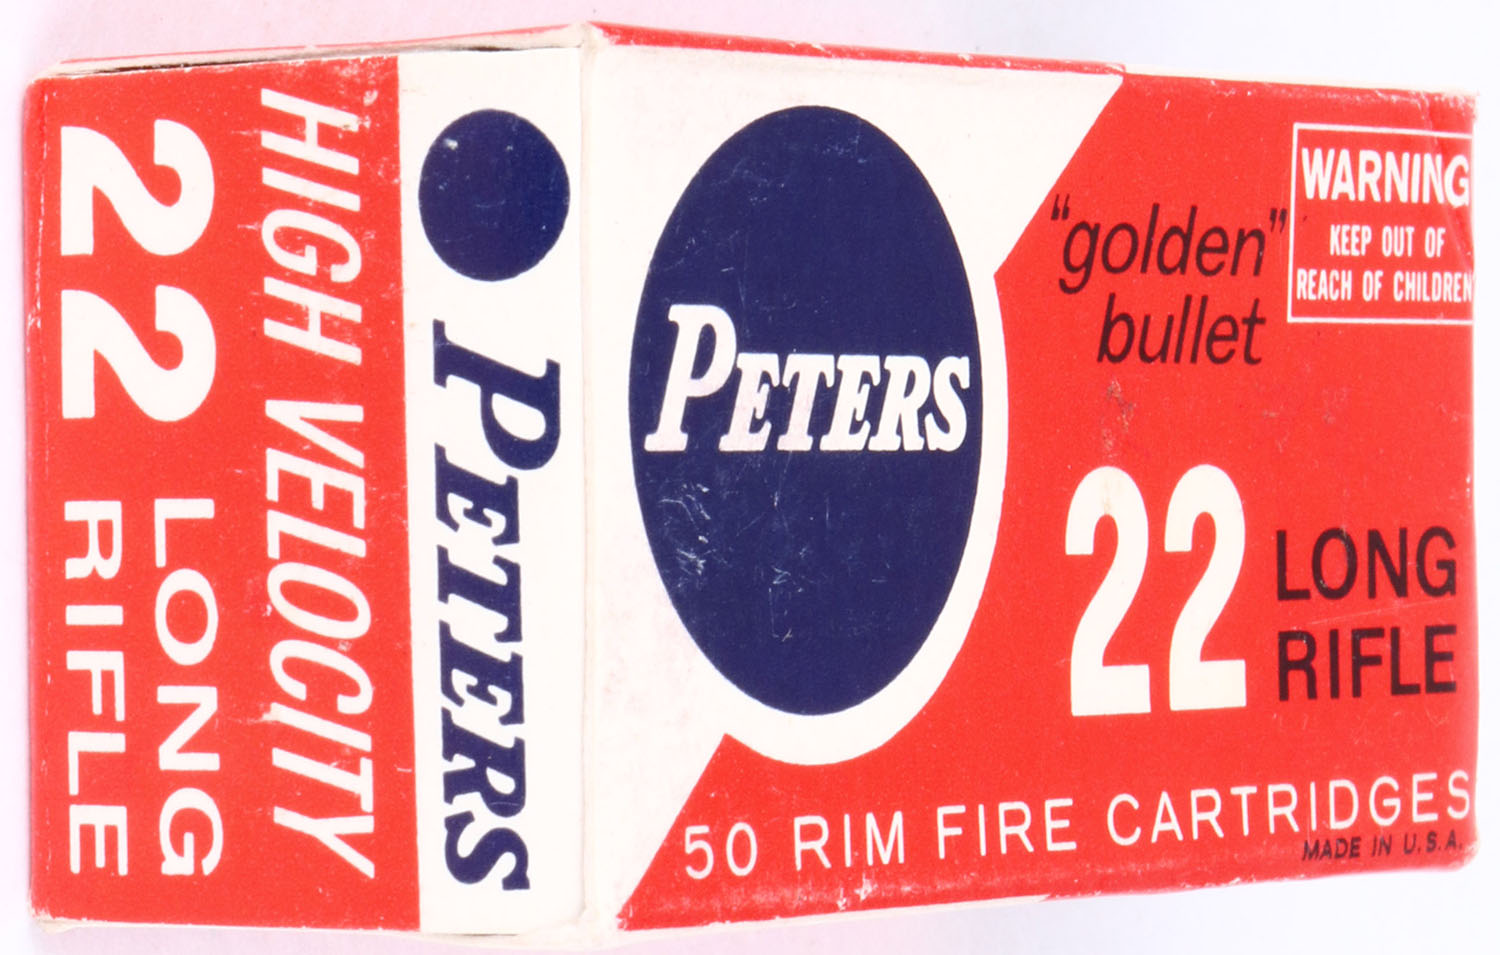 PETERS
HIGH VELOCITY
22 LONG
RIFLE
PETERS
"golden"
bullet
WARNING
KEEP OUT OF
REACH OF CHILDREN
22 LONG
RIFLE
50 RIM FIRE CARTRIDGES
MADE IN U.S.A.